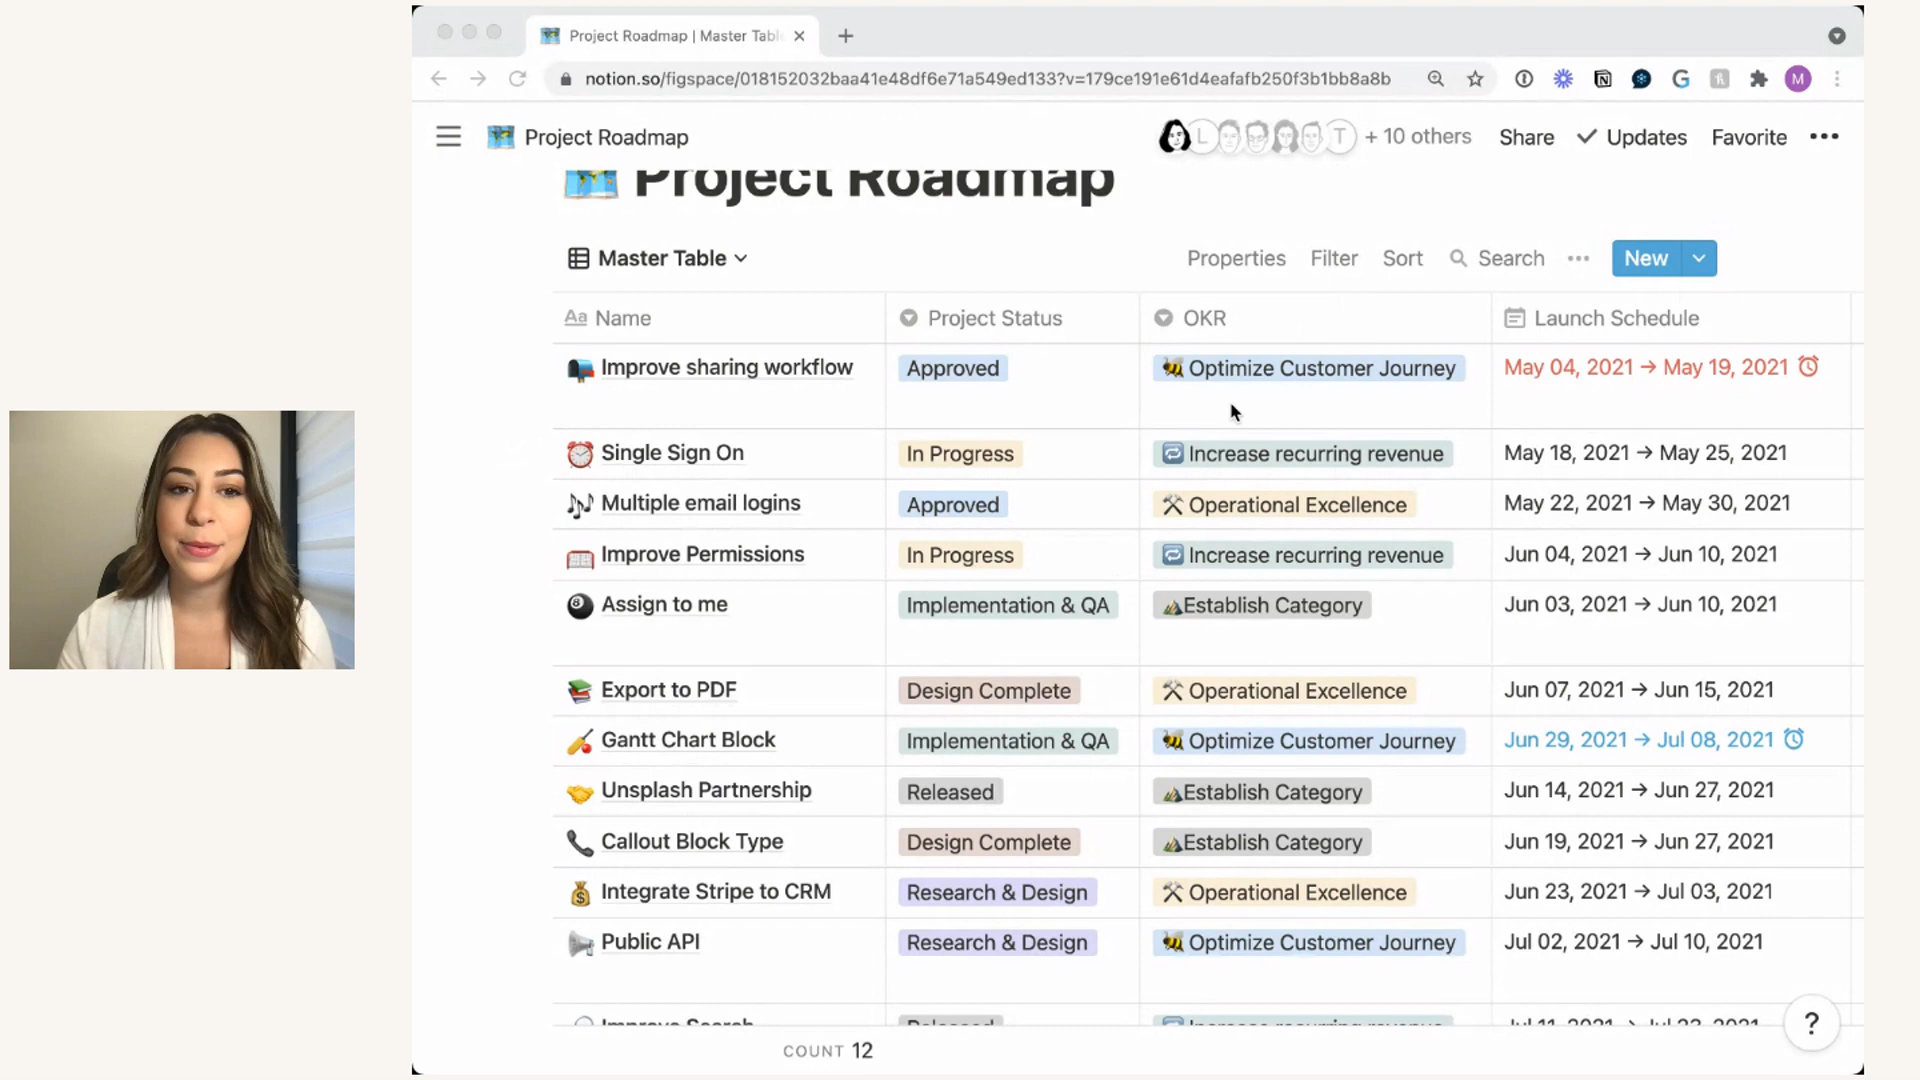 Project Roadmap | Master Tabl
notion.so/figspace/018152032baa41e48df6e71a549ed133?v=179ce191e61d4eafafb250f3b1bb8a8b
M
Project Roadmap
L
T
+ 10 others
Share
Updates
Favorite
Project Roadmap
Master Table
Properties
Filter
Sort
Search
New
Aa Name
Project Status
OKR
Launch Schedule
Improve sharing workflow
Approved
Optimize Customer Journey
May 04, 2021 → May 19, 2021
Single Sign On
In Progress
Increase recurring revenue
May 18, 2021 → May 25, 2021
Multiple email logins
Approved
Operational Excellence
May 22, 2021 → May 30, 2021
Improve Permissions
In Progress
Increase recurring revenue
Jun 04, 2021 → Jun 10, 2021
Assign to me
Implementation & QA
Establish Category
Jun 03, 2021 → Jun 10, 2021
Export to PDF
Design Complete
Operational Excellence
Jun 07, 2021 → Jun 15, 2021
Gantt Chart Block
Implementation & QA
Optimize Customer Journey
Jun 29, 2021 → Jul 08, 2021
Unsplash Partnership
Released
Establish Category
Jun 14, 2021 → Jun 27, 2021
Callout Block Type
Design Complete
Establish Category
Jun 19, 2021 → Jun 27, 2021
Integrate Stripe to CRM
Research & Design
Operational Excellence
Jun 23, 2021 → Jul 03, 2021
Public API
Research & Design
Optimize Customer Journey
Jul 02, 2021 → Jul 10, 2021
Improve Search
Released
Increase recurring revenue
COUNT 12
?